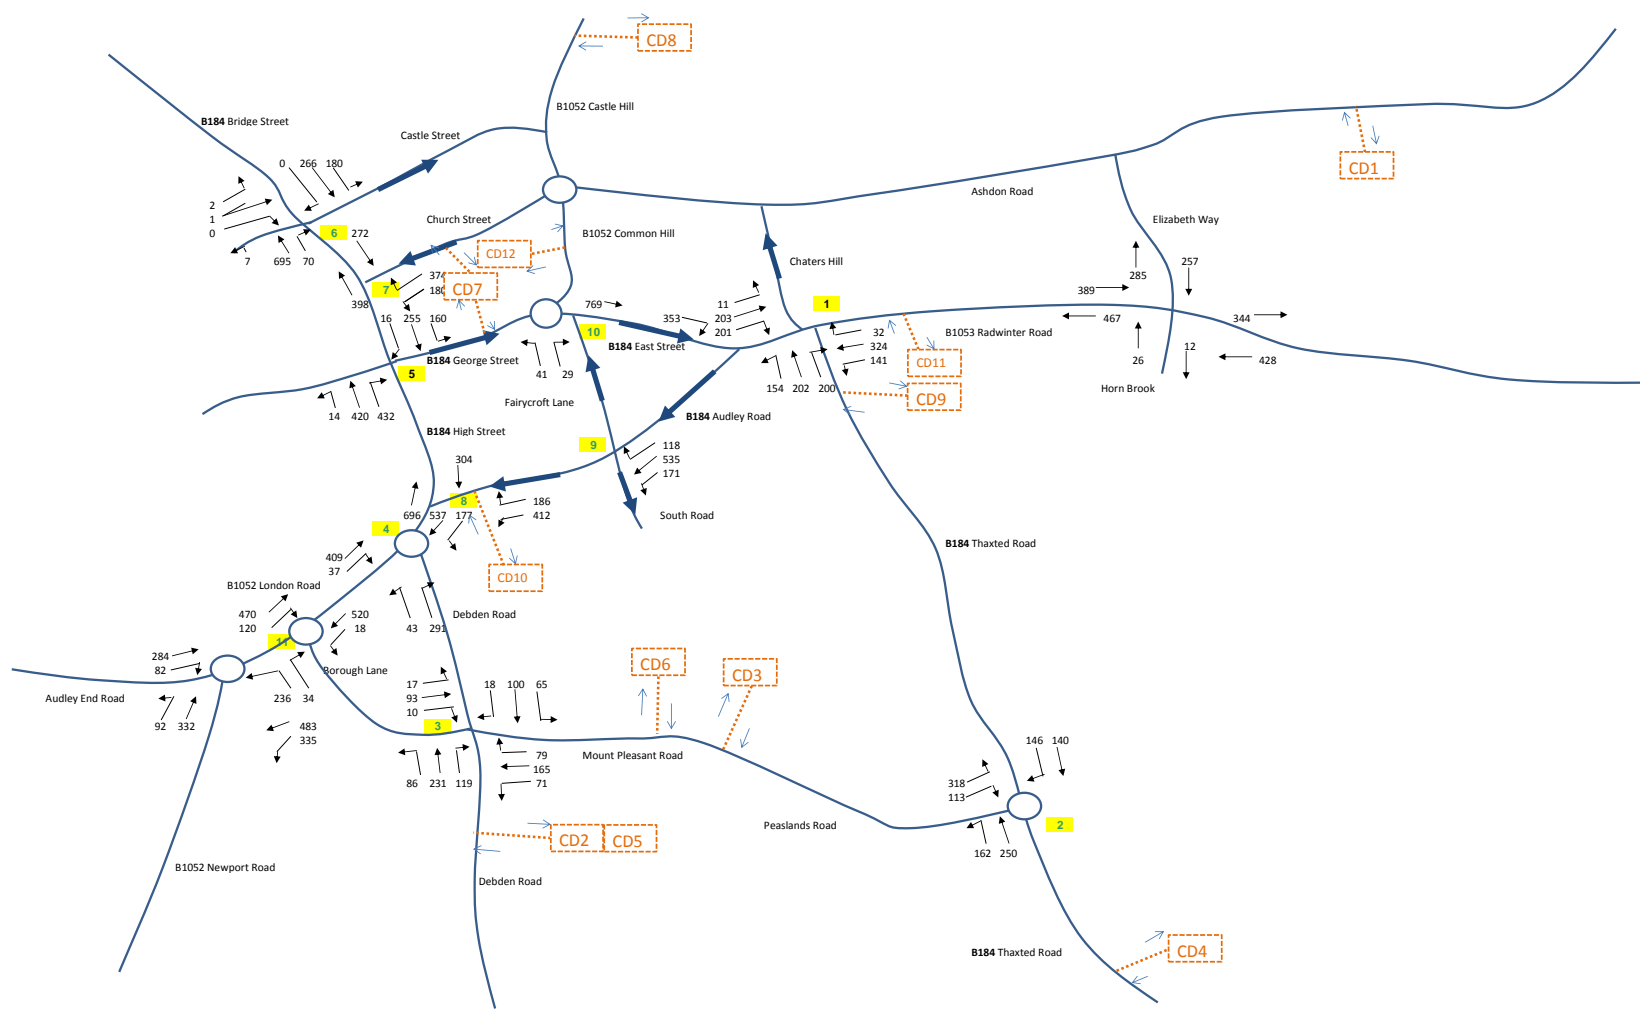 CD8
B1052 Castle Hill
B184 Bridge Street
Castle Street
0 266 180
CD1
2
1
0
Ashdon Road
Church Street
Elizabeth Way
6
272
B1052 Common Hill
CD12
7 695 70
Chaters Hill
257
374
285
7
CD7
389
398
769
11
1
16 255 160
353
203
467
344
201
10
32
B1053 Radwinter Road
B184 East Street
324
12
B184 George Street
141
26
428
CD11
5
41 29
154 202 200
Horn Brook
CD9
Fairycroft Lane
14 420 432
B184 Audley Road
B184 High Street
9
118
535
304
171
8
186
696 537 177
412
South Road
4
B184 Thaxted Road
409
37
CD10
B1052 London Road
470
520
Debden Road
120
18
43 291
11
284
CD6
82
Borough Lane
CD3
17
18 100 65
Audley End Road
236 34
93
10
92 332
483
3
335
79
146 140
Mount Pleasant Road
165
86 231 119
71
318
113
Peaslands Road
2
CD2 CD5
162 250
B1052 Newport Road
Debden Road
B184 Thaxted Road
CD4